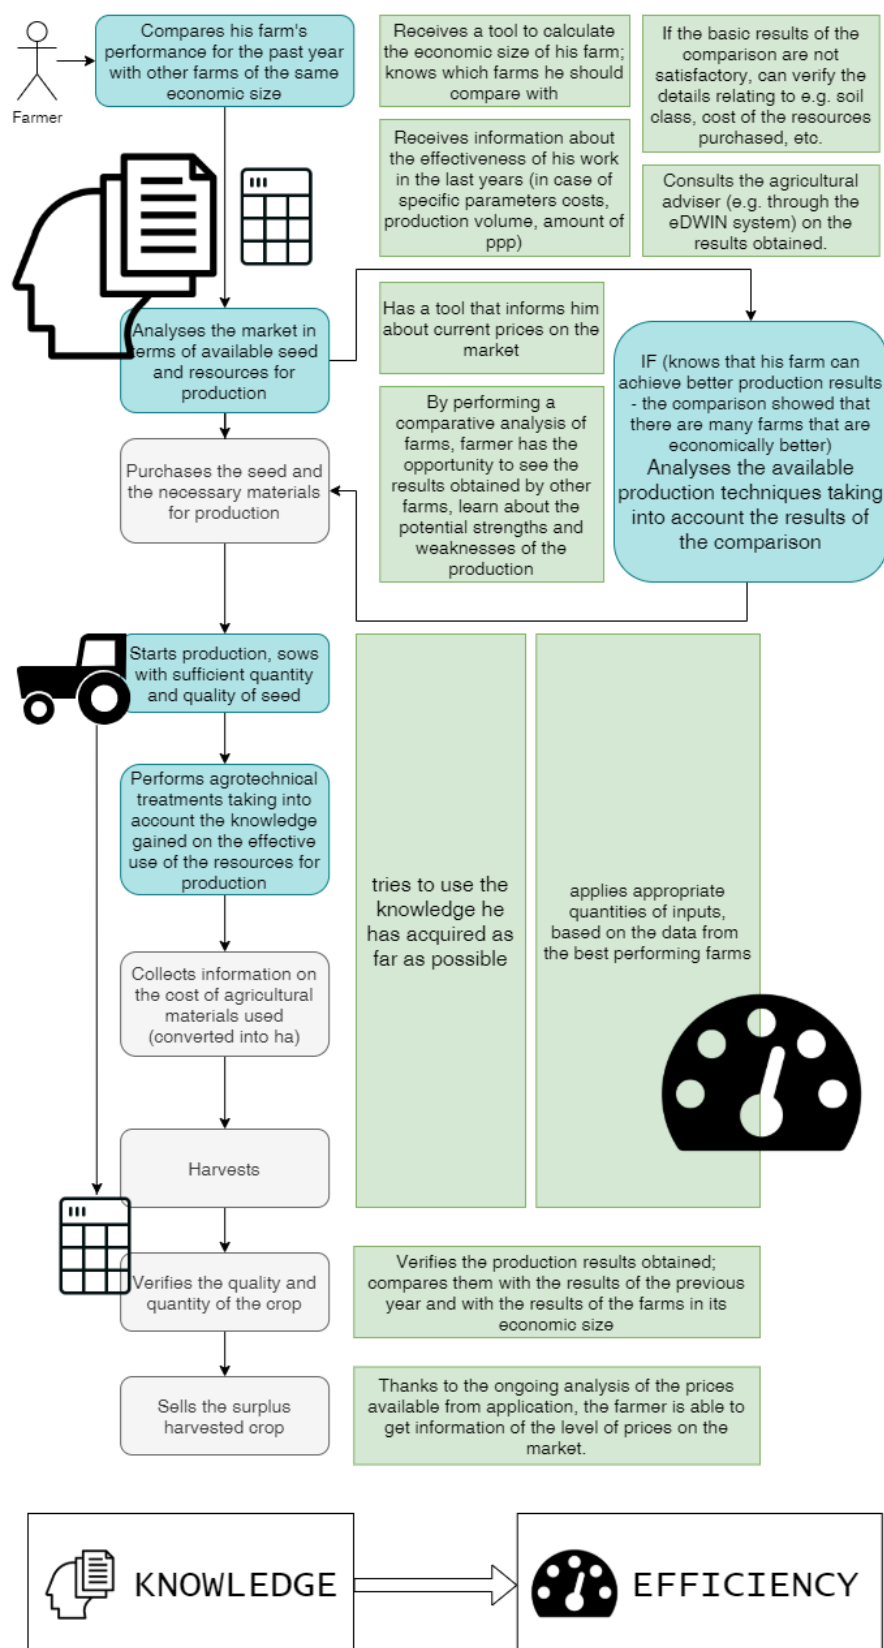 Compares his farm's
performance for the past year
with other farms of the same
economic size
Farmer
Receives a tool to calculate
the economic size of his farm;
knows which farms he should
compare with
If the basic results of the
comparison are not
satisfactory, can verify the
details relating to e.g. soil
class, cost of the resources
purchased, etc.
Receives information about
the effectiveness of his work
in the last years (in case of
specific parameters costs,
production volume, amount of
ppp)
Consults the agricultural
adviser (e.g. through the
eDWIN system) on the
results obtained.
Analyses the market in
terms of available seed
and resources for
production
Has a tool that informs him
about current prices on the
market
IF (knows that his farm can
achieve better production results
- the comparison showed that
there are many farms that are
economically better)
Analyses the available
production techniques taking
into account the results of
the comparison
By performing a
comparative analysis of
farms, farmer has the
opportunity to see the
results obtained by other
farms, learn about the
potential strengths and
weaknesses of the
production
Purchases the seed and
the necessary materials
for production
Starts production, sows
with sufficient quantity
and quality of seed
Performs agrotechnical
treatments taking into
account the knowledge
gained on the effective
use of the resources for
production
tries to use the
knowledge he
has acquired as
far as possible
applies appropriate
quantities of inputs,
based on the data from
the best performing farms
Collects information on
the cost of agricultural
materials used
(converted into ha)
Harvests
Verifies the quality and
quantity of the crop
Verifies the production results obtained;
compares them with the results of the previous
year and with the results of the farms in its
economic size
Sells the surplus
harvested crop
Thanks to the ongoing analysis of the prices
available from application, the farmer is able to
get information of the level of prices on the
market.
KNOWLEDGE
EFFICIENCY